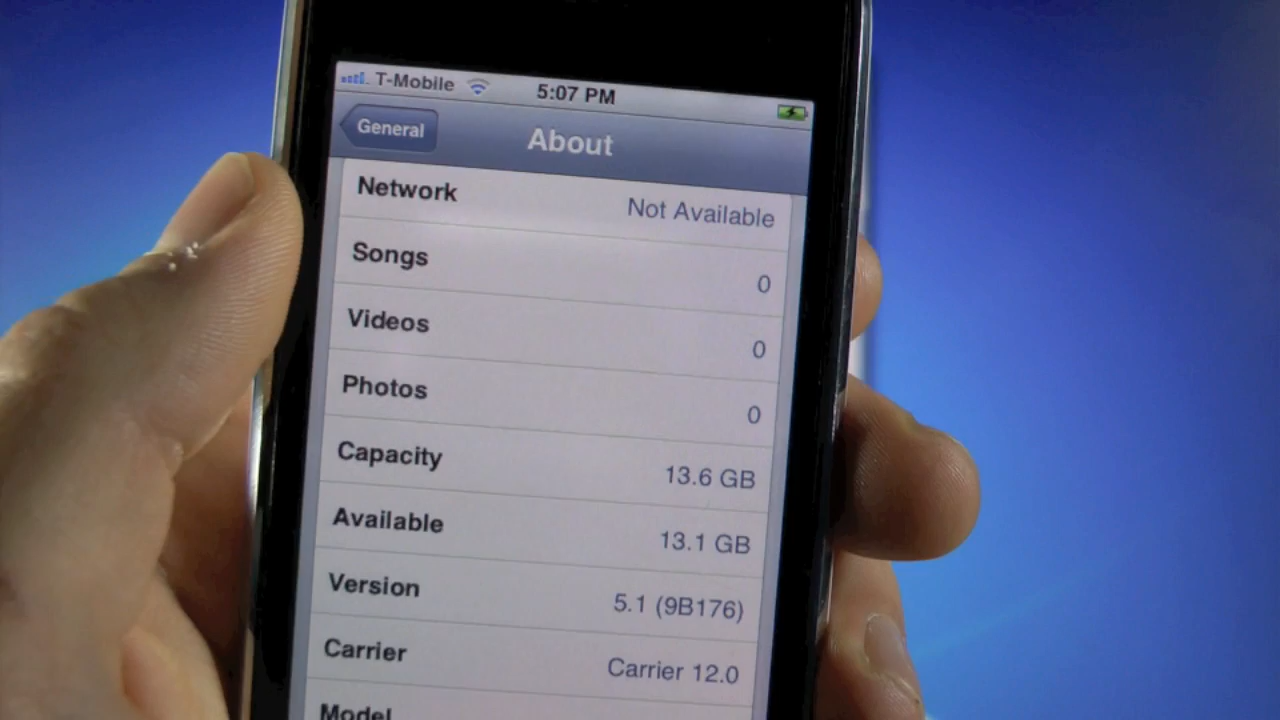 T-Mobile 5:07 PM
General About
Network Not Available
Songs 0
Videos 0
Photos 0
Capacity 13.6 GB
Available 13.1 GB
Version 5.1 (9B176)
Carrier Carrier 12.0
Model